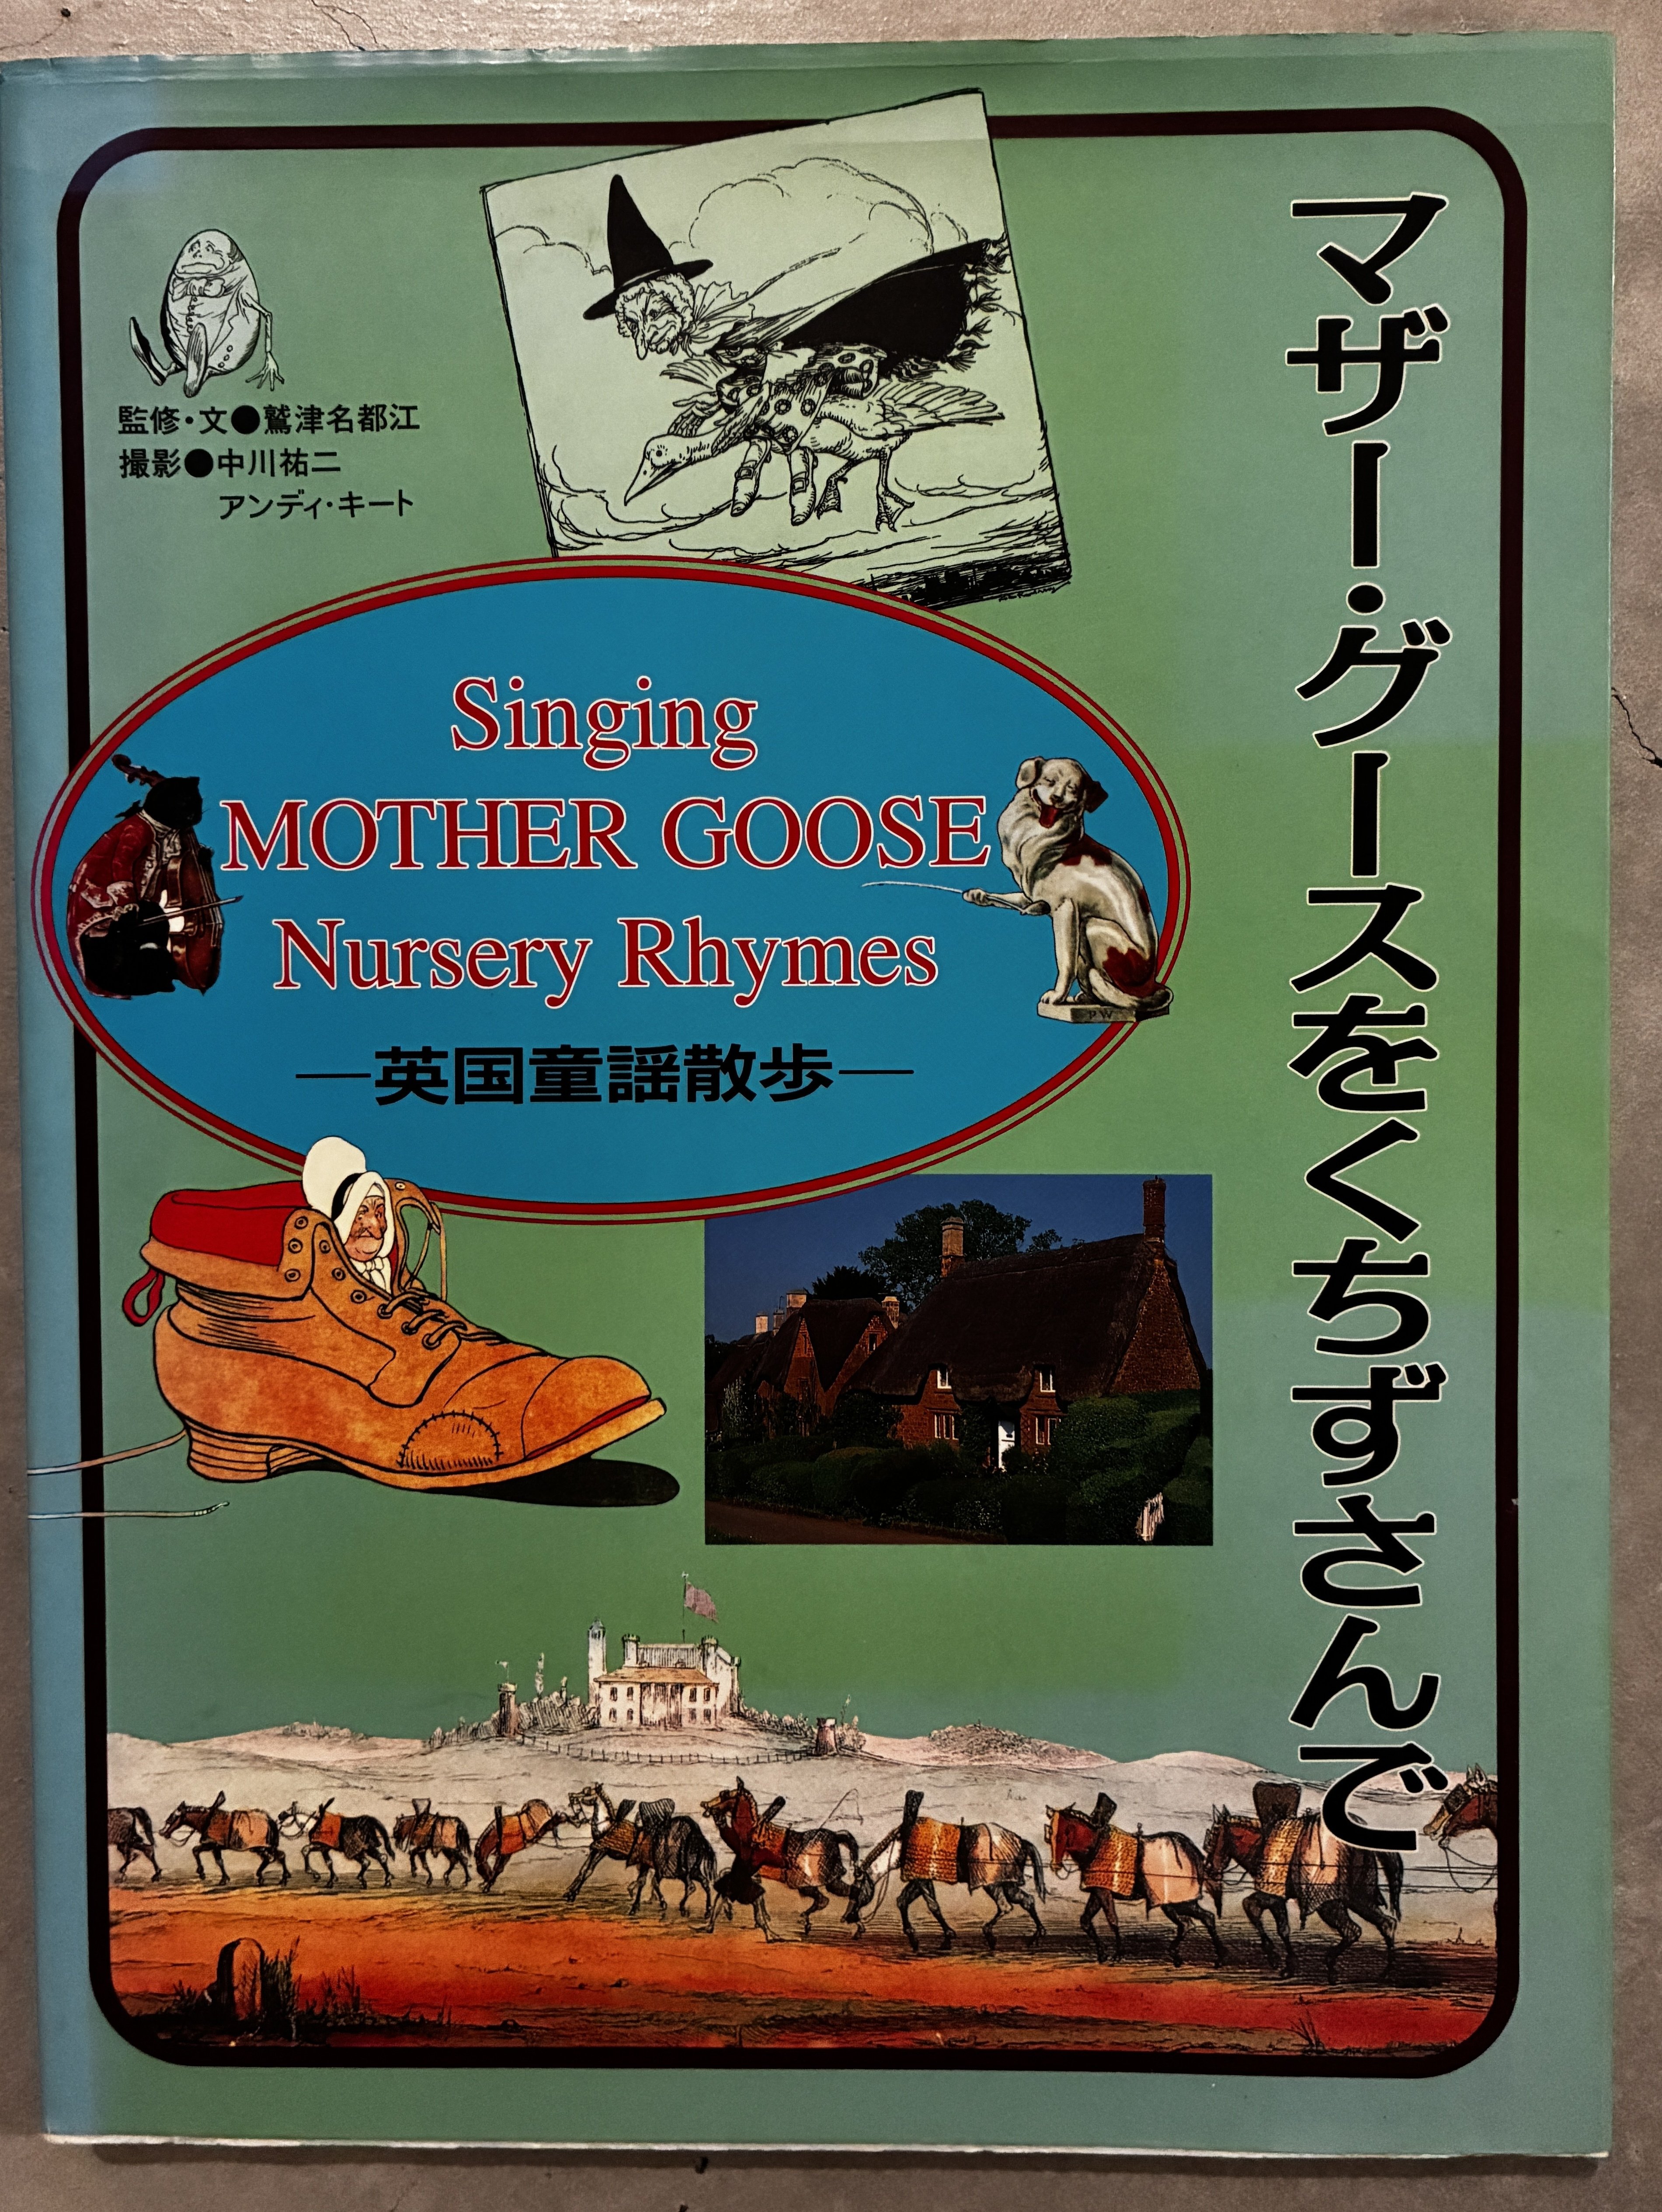 マザー・グースをくちずさんで
監修・文●鷲津名都江
撮影●中川祐二
アンディ・キート
Singing
MOTHER GOOSE
Nursery Rhymes
―英国童謡散歩―
PW